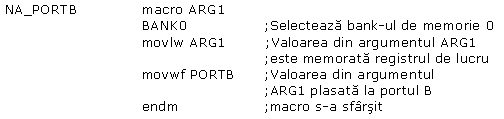 NA_PORTB macro ARG1
BANK0 ;Selectează bank-ul de memorie 0
movlw ARG1 ;Valoarea din argumentul ARG1
;este memorată registrul de lucru
movwf PORTB ;Valoarea din argumentul
;ARG1 plasată la portul B
endm ;macro s-a sfârşit